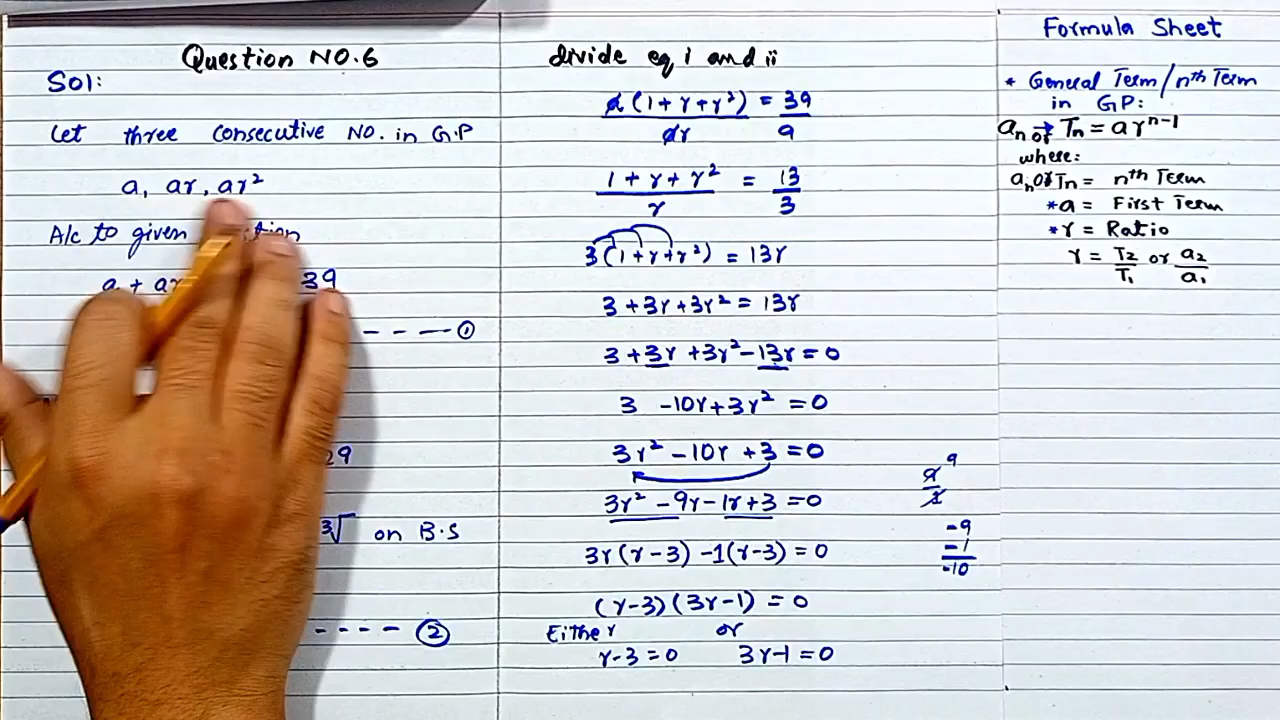 Question NO.6
Sol:
Let three consecutive NO. in G.P
a, ar, ar²
A/c to given
a + ar 39
- - - — ①
29
∛ on B.S
- - - - ②
divide eq i and ii
a(1+r+r²)/ar = 39/9
1+r+r²/r = 13/3
3(1+r+r²) = 13r
3+3r+3r² = 13r
3+3r+3r²-13r=0
3 -10r+3r² =0
3r² -10r +3 =0
3r² -9r-1r+3 =0
3r(r-3) -1(r-3) = 0
(r-3)(3r-1) = 0
Either or
r-3=0 3r-1=0
9
-9
-1
-10
Formula Sheet
* General Term/nth Term
in GP:
an or Tn = ar^n-1
where:
an or Tn = nth Term
*a = First Term
*r = Ratio
r = T2/T1 or a2/a1